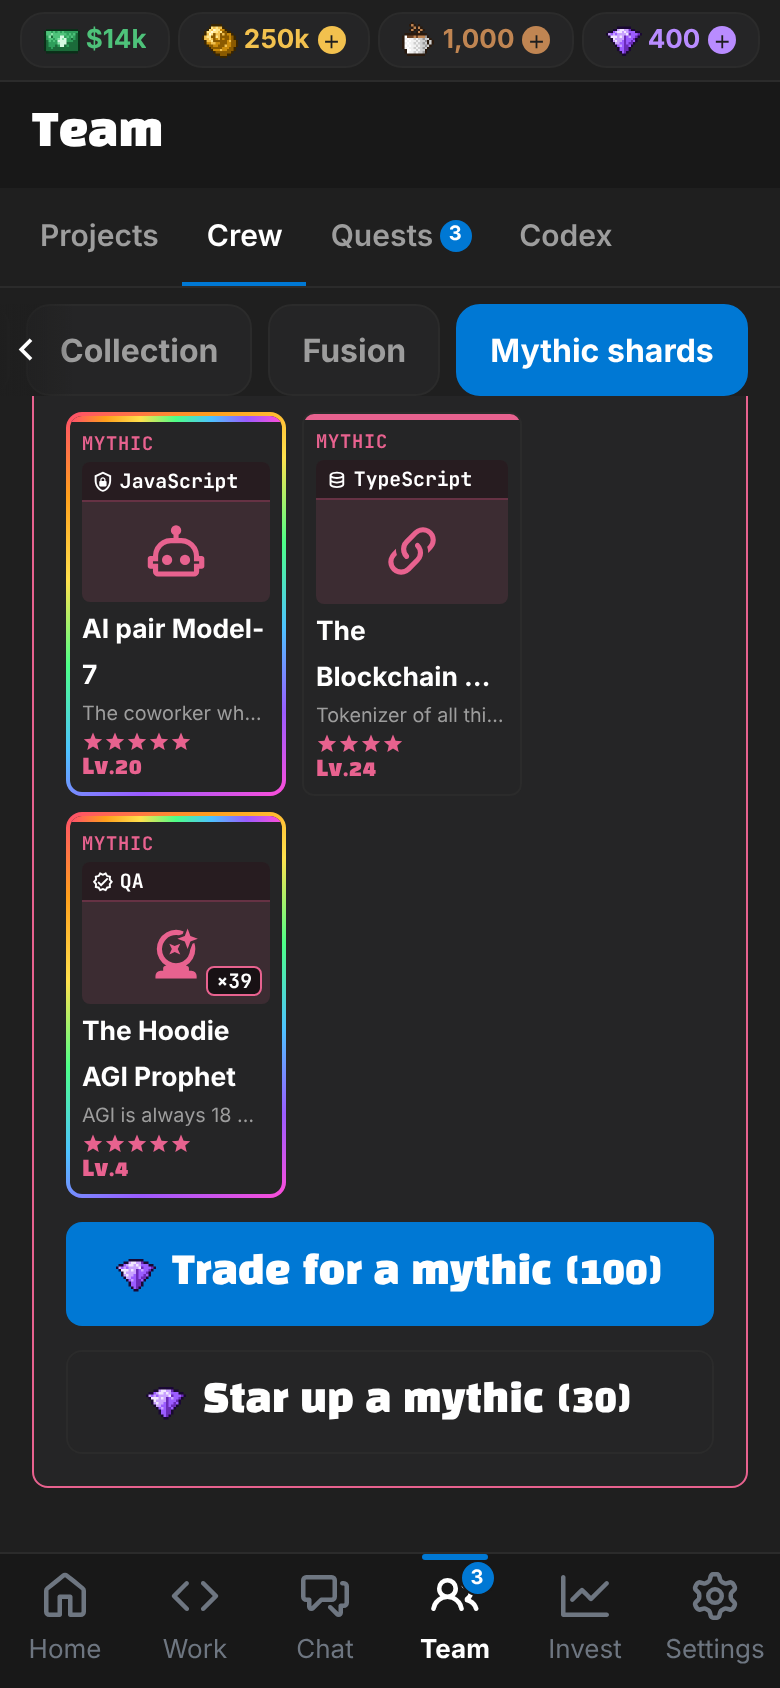 $14k 250k 1,000 400
Team
Projects Crew Quests 3 Codex
Collection Fusion Mythic shards
MYTHIC
JavaScript
AI pair Model-
7
The coworker wh...
Lv.20
MYTHIC
TypeScript
The
Blockchain ...
Tokenizer of all thi...
Lv.24
MYTHIC
QA
×39
The Hoodie
AGI Prophet
AGI is always 18 ...
Lv.4
Trade for a mythic (100)
Star up a mythic (30)
3
Home Work Chat Team Invest Settings